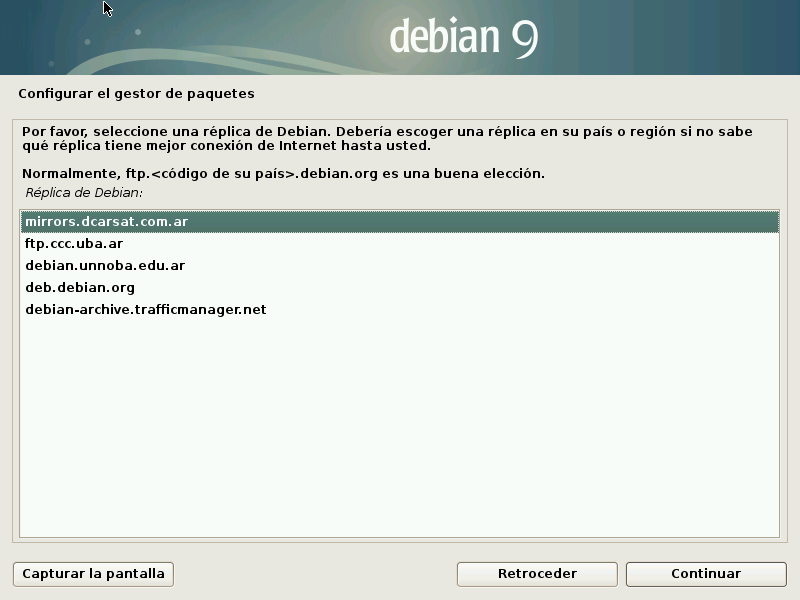 debian 9
Configurar el gestor de paquetes
Por favor, seleccione una réplica de Debian. Debería escoger una réplica en su país o región si no sabe
qué réplica tiene mejor conexión de Internet hasta usted.
Normalmente, ftp.<código de su país>.debian.org es una buena elección.
Réplica de Debian:
mirrors.dcarsat.com.ar
ftp.ccc.uba.ar
debian.unnoba.edu.ar
deb.debian.org
debian-archive.trafficmanager.net
Capturar la pantalla
Retroceder
Continuar